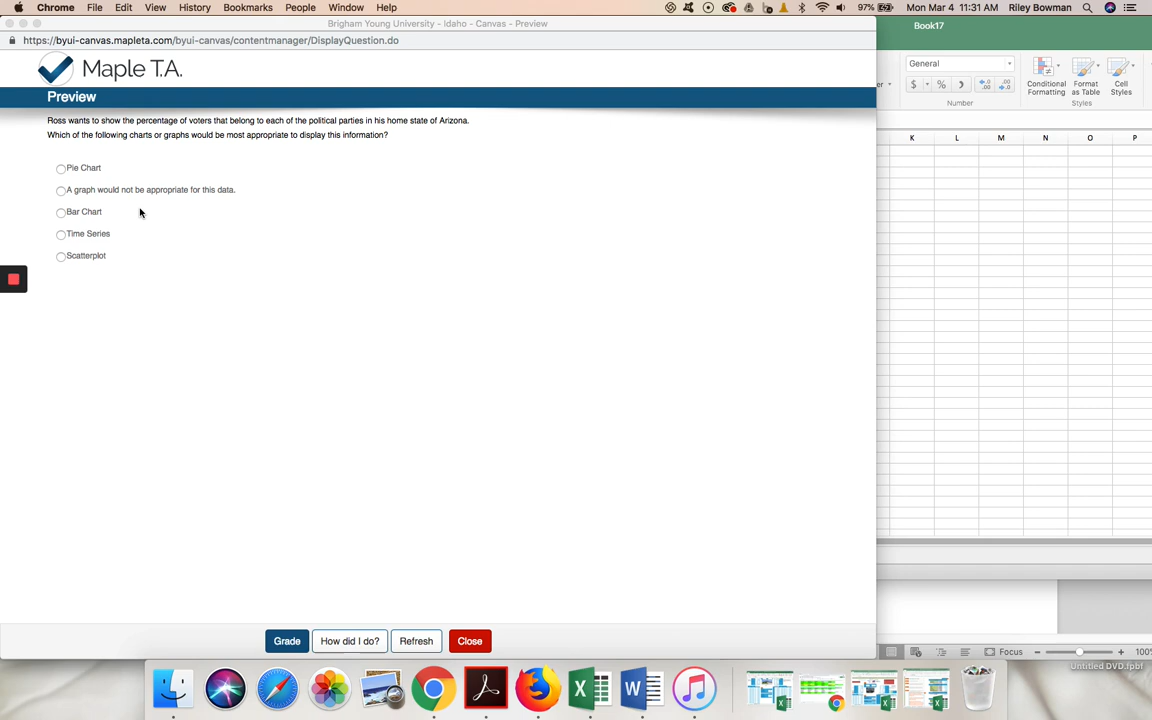 Chrome File Edit View History Bookmarks People Window Help
97% Mon Mar 4 11:31 AM Riley Bowman
Brigham Young University - Idaho - Canvas - Preview
Book17
https://byui-canvas.mapleta.com/byui-canvas/contentmanager/DisplayQuestion.do
General
Maple T.A.
$ % Conditional Formatting Format as Table Cell Styles
Preview
Number Styles
Ross wants to show the percentage of voters that belong to each of the political parties in his home state of Arizona.
Which of the following charts or graphs would be most appropriate to display this information?
K L M N O P
Pie Chart
A graph would not be appropriate for this data.
Bar Chart
Time Series
Scatterplot
Grade How did I do? Refresh Close
Focus
Untitled DVD.fpbf